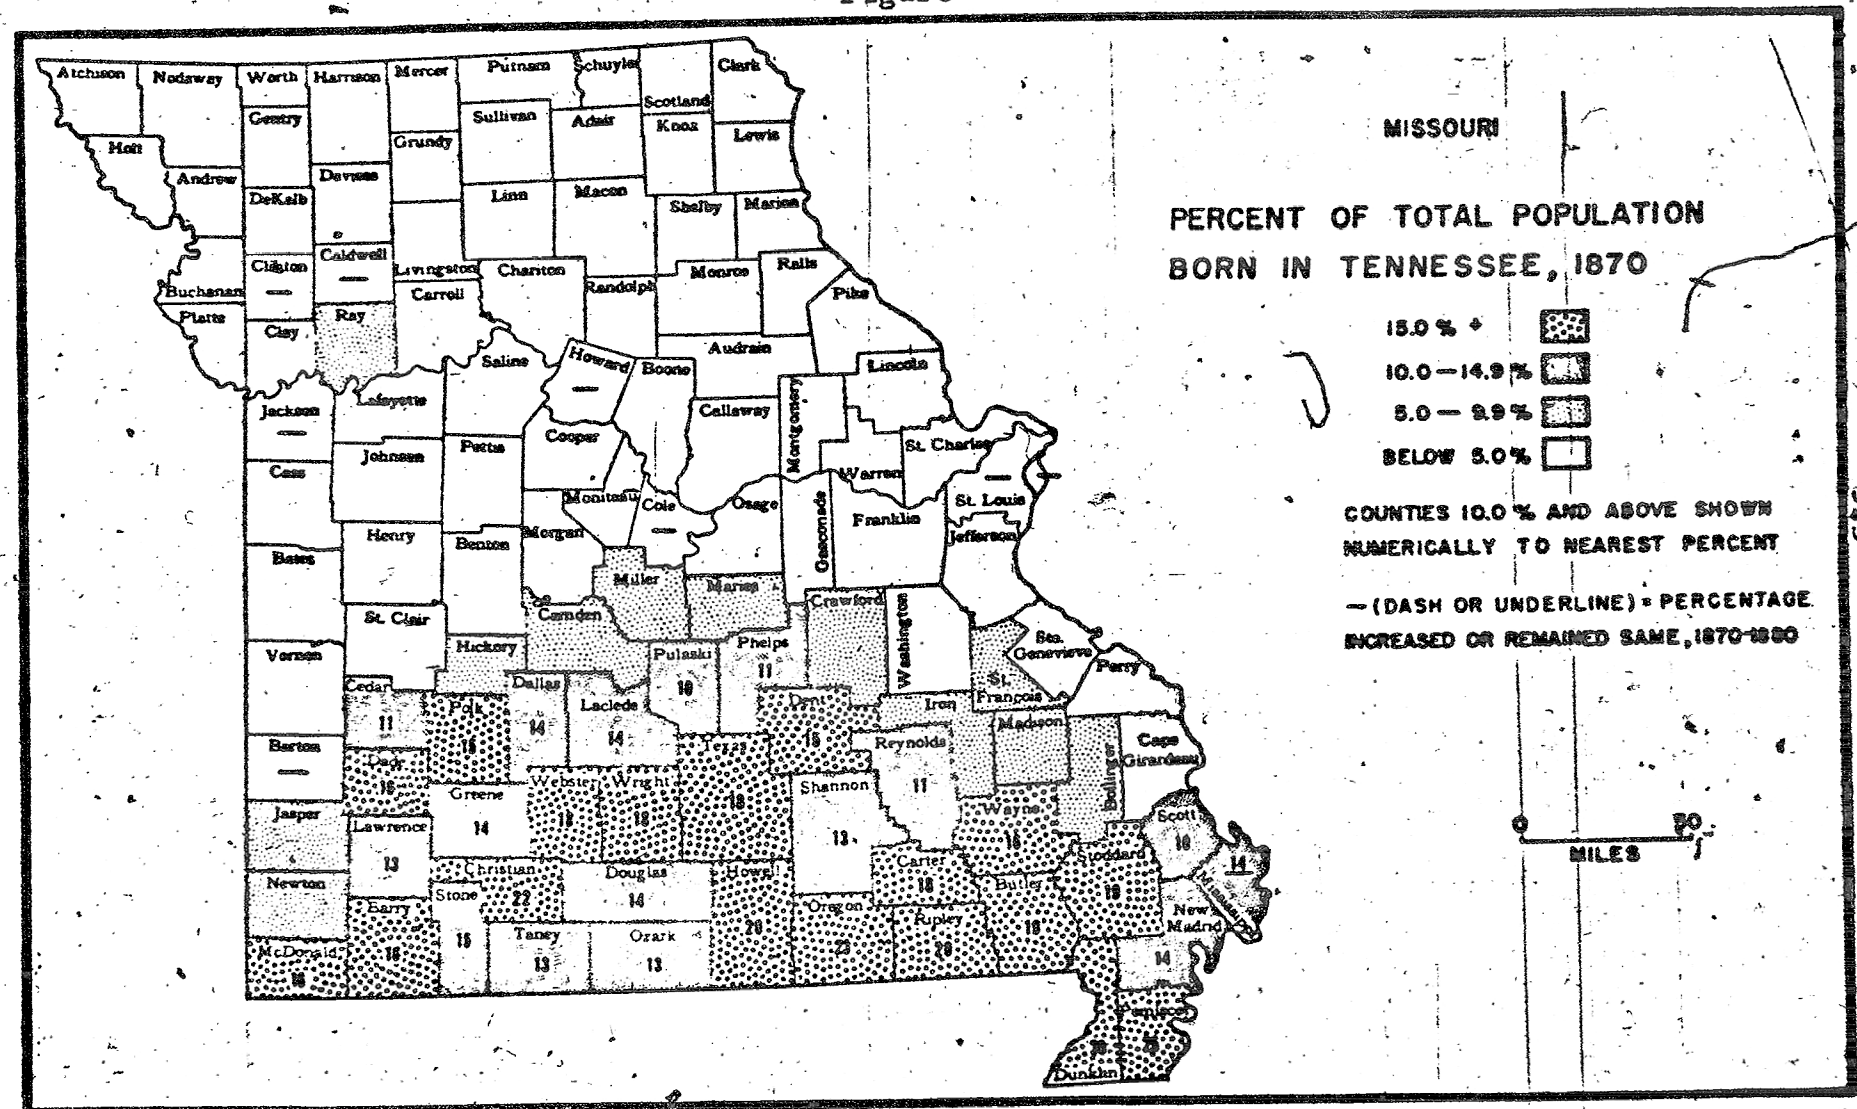 MISSOURI
PERCENT OF TOTAL POPULATION
BORN IN TENNESSEE, 1870
15.0 % +
10.0 — 14.9 %
5.0 — 9.9 %
BELOW 5.0 %
COUNTIES 10.0 % AND ABOVE SHOWN
NUMERICALLY TO NEAREST PERCENT
— (DASH OR UNDERLINE) = PERCENTAGE
INCREASED OR REMAINED SAME, 1870-1880
0 50
MILES
Atchison
Nodaway
Worth
Harrison
Mercer
Putnam
Schuyler
Scotland
Clark
Gentry
Sullivan
Adair
Knox
Lewis
Holt
Andrew
DeKalb
Daviess
Grundy
Linn
Macon
Shelby
Marion
Buchanan
Clinton
—
Caldwell
—
Livingston
Chariton
Randolph
Monroe
Ralls
Platte
Clay
Ray
Carroll
Pike
Saline
Howard
—
Boone
Audrain
Lincoln
Jackson
—
Lafayette
Callaway
Montgomery
Cass
Johnson
Pettis
Cooper
Warren
St. Charles
St. Louis
—
Moniteau
Cole
—
Osage
Gasconade
Franklin
Jefferson
Bates
Henry
Benton
Morgan
Miller
Maries
Crawford
Washington
Ste.
Genevieve
Perry
St. Clair
Camden
Vernon
Hickory
Pulaski
10
Phelps
11
St.
Francois
Cedar
11
Polk
Dallas
14
Laclede
14
Dent
Iron
Madison
Barton
—
Dade
Texas
Reynolds
11
Bollinger
Cape
Girardeau
Jasper
Greene
14
Webster
Wright
Shannon
13
Wayne
Scott
10
14
Lawrence
13
Christian
22
Douglas
14
Howell
20
Carter
Butler
Stoddard
Mississippi
Newton
Barry
Stone
Taney
13
Ozark
13
Oregon
Ripley
New
Madrid
14
McDonald
Pemiscot
Dunklin